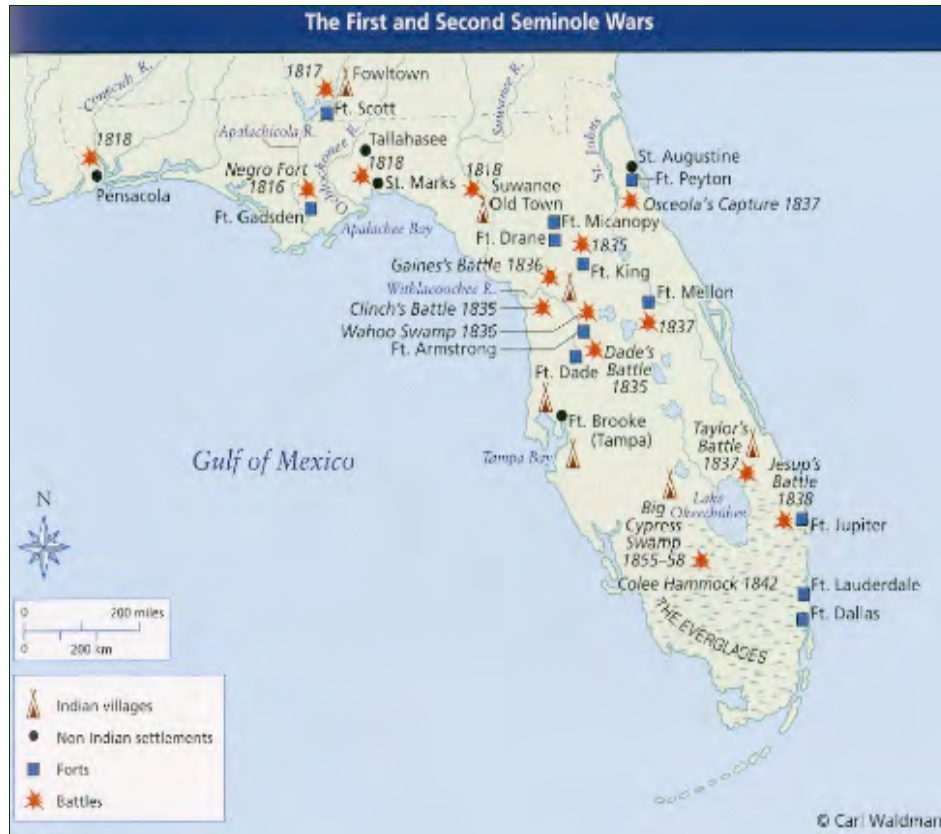 The First and Second Seminole Wars
Conecuh R.
1817
Fowltown
Ft. Scott
Suwanee R.
St. Johns
Apalachicola R.
Ochlockonee R.
Tallahasee
1818
Pensacola
Negro Fort
1816
Ft. Gadsden
1818
St. Marks
Apalachee Bay
1818
Suwanee
Old Town
St. Augustine
Ft. Peyton
Osceola's Capture 1837
Ft. Micanopy
Ft. Drane
1835
Gaines's Battle 1836
Ft. King
Withlacoochee R.
Ft. Mellon
Clinch's Battle 1835
1837
Wahoo Swamp 1836
Ft. Armstrong
Dade's
Battle
1835
Ft. Dade
Ft. Brooke
(Tampa)
Tampa Bay
Gulf of Mexico
Taylor's
Battle
1837
Jesup's
Battle
1838
Lake
Okeechobee
Ft. Jupiter
Big
Cypress
Swamp
1855-58
Colee Hammock 1842
Ft. Lauderdale
Ft. Dallas
THE EVERGLADES
N
0 200 miles
0 200 km
Indian villages
Non Indian settlements
Forts
Battles
© Carl Waldman